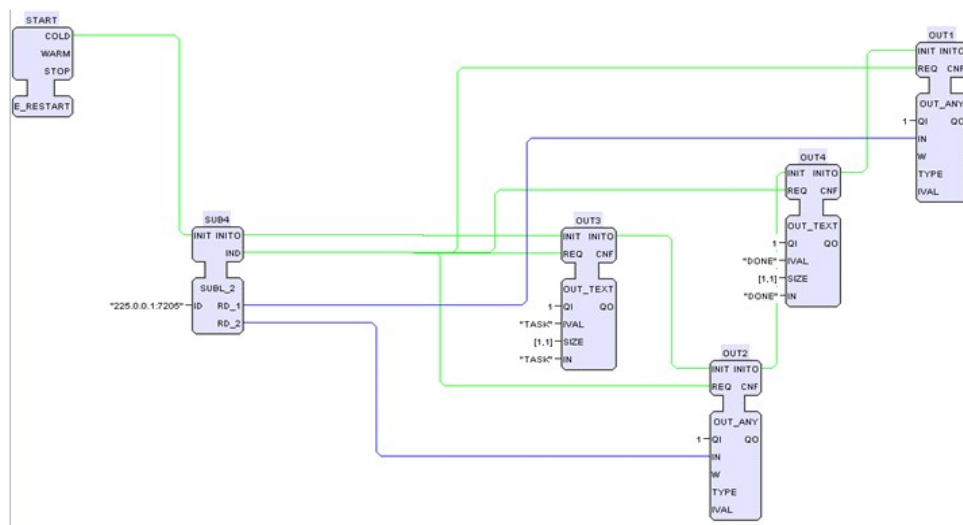 START
COLD
WARM
STOP
E_RESTART
SUB4
INIT INITO
IND
SUBL_2
"225.0.0.1:7205" ID
RD_1
RD_2
OUT3
INIT INITO
REQ CNF
OUT_TEXT
1 QI QO
"TASK" IVAL
[1,1] SIZE
"TASK" IN
OUT2
INIT INITO
REQ CNF
OUT_ANY
1 QI QO
IN
W
TYPE
IVAL
OUT4
INIT INITO
REQ CNF
OUT_TEXT
1 QI QO
"DONE" IVAL
[1,1] SIZE
"DONE" IN
OUT1
INIT INITO
REQ CNF
OUT_ANY
1 QI QO
IN
W
TYPE
IVAL